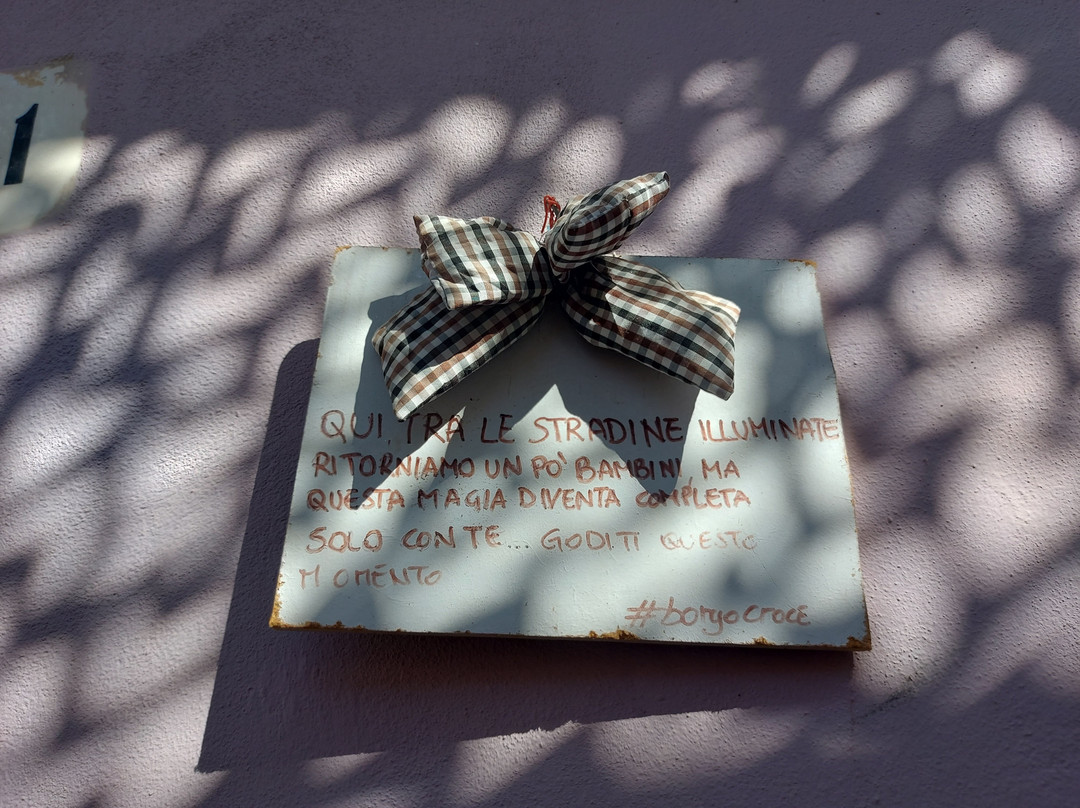 1
QUI, TRA LE STRADINE ILLUMINATE
RITORNIAMO UN PO' BAMBINI, MA
QUESTA MAGIA DIVENTA COMPLETA
SOLO CON TE... GODITI QUESTO
MOMENTO
#borgocroce